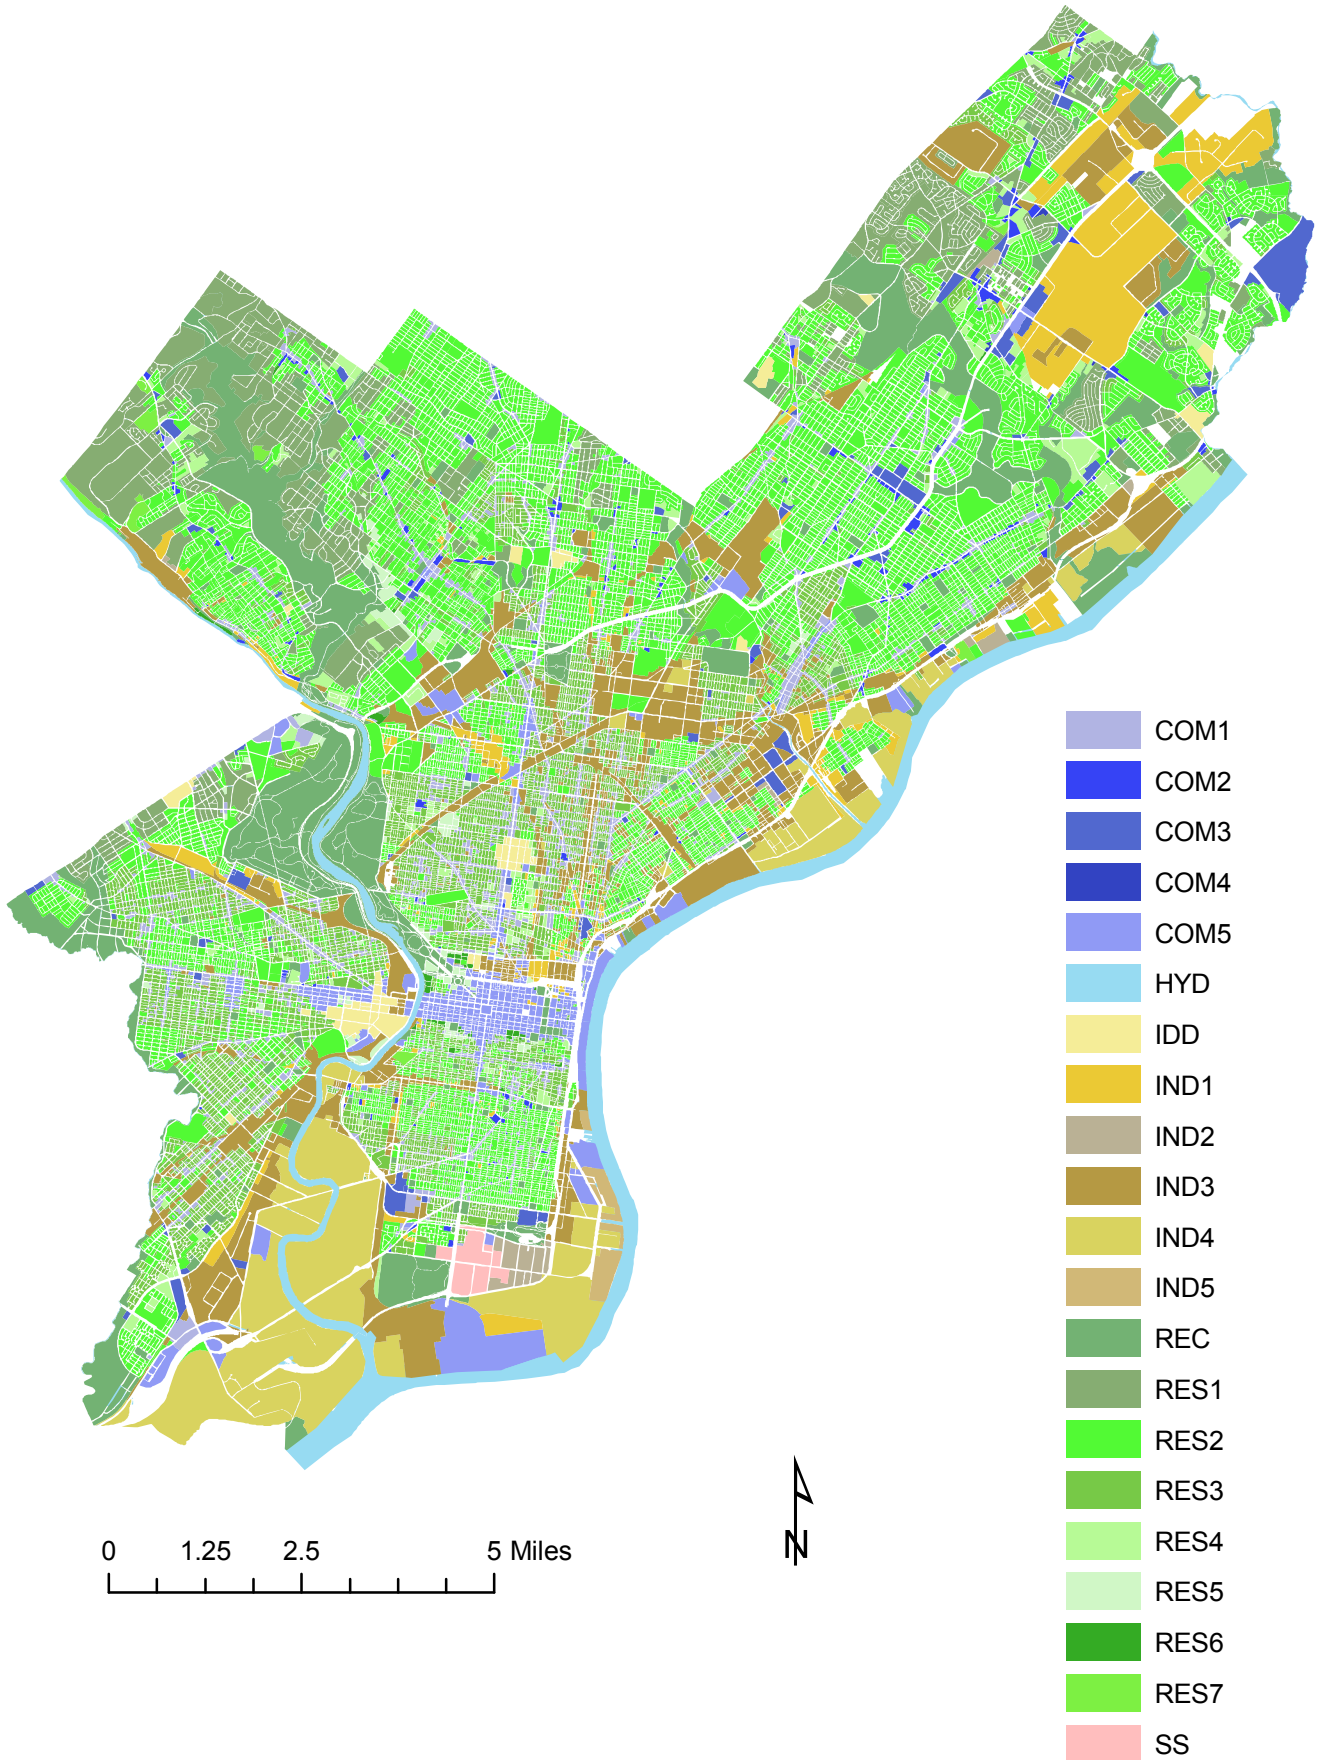 COM1
COM2
COM3
COM4
COM5
HYD
IDD
IND1
IND2
IND3
IND4
IND5
REC
RES1
RES2
RES3
RES4
RES5
RES6
RES7
SS
0 1.25 2.5 5 Miles
N